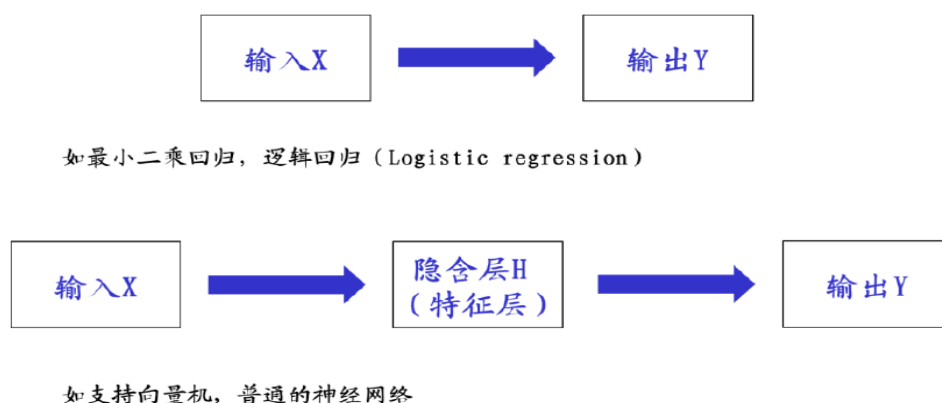 输入X
输出Y
如最小二乘回归，逻辑回归（Logistic regression）
输入X
隐含层H
（特征层）
输出Y
如支持向量机，普通的神经网络